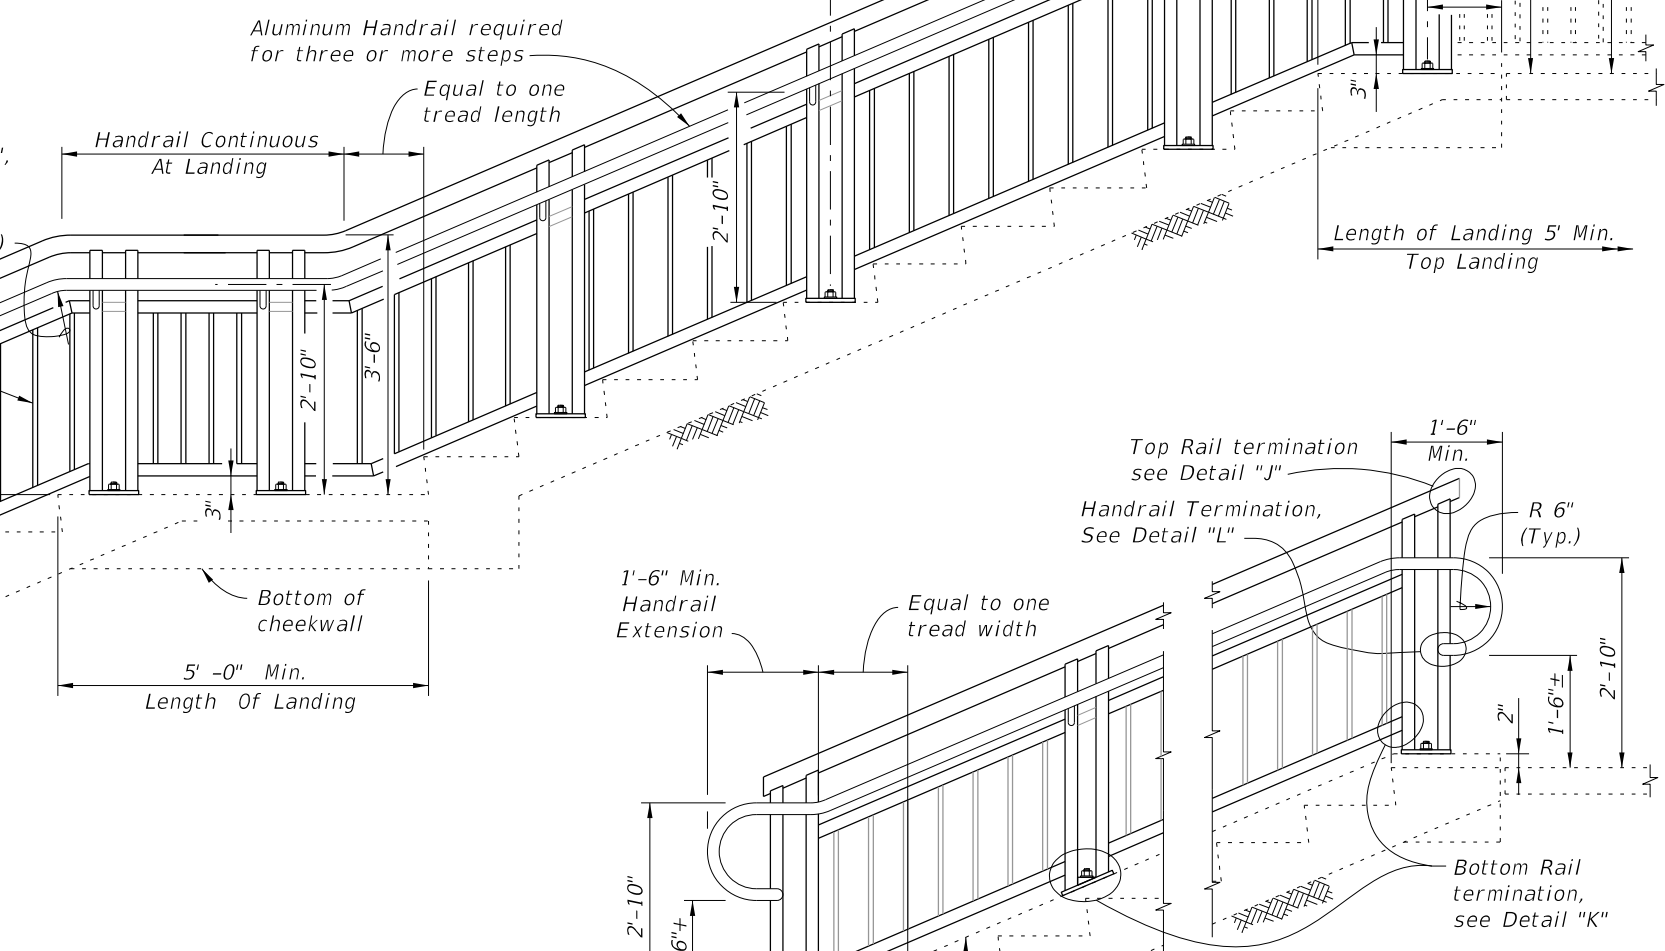 Aluminum Handrail required
for three or more steps
Equal to one
tread length
Handrail Continuous
At Landing
2'-10"
3"
Length of Landing 5' Min.
Top Landing
2'-10"
3'-6"
3"
Bottom of
cheekwall
5' -0" Min.
Length Of Landing
1'-6"
Min.
Top Rail termination
see Detail "J"
Handrail Termination,
See Detail "L"
R 6"
(Typ.)
1'-6" Min.
Handrail
Extension
Equal to one
tread width
2'-10"
1'-6"±
2"
2'-10"
6"±
Bottom Rail
termination,
see Detail "K"